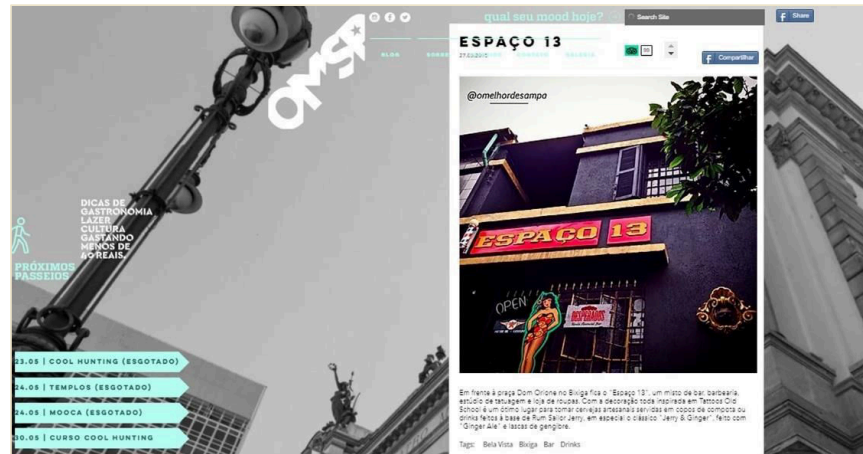 OMSP
qual seu mood hoje?
Search Site
Share
ESPAÇO 13
BLOG
Compartilhar
@omelhordesampa
ESPAÇO 13
OPEN
DESPERADOS
DICAS DE
GASTRONOMIA
LAZER
CULTURA
GASTANDO
MENOS DE
40 REAIS.
PRÓXIMOS
PASSEIOS
23.05 | COOL HUNTING (ESGOTADO)
24.05 | TEMPLOS (ESGOTADO)
24.05 | MOOCA (ESGOTADO)
30.05 | CURSO COOL HUNTING
Em frente à praça Dom Orione no Bixiga fica o "Espaço 13", um misto de bar, barbearia,
estúdio de tatuagem e loja de roupas. Com a decoração toda inspirada em Tattoos Old
School é um ótimo lugar para tomar cervejas artesanais servidas em copos de compota ou
drinks feitos à base de Rum Sailor Jerry, em especial o clássico "Jerry & Ginger", feito com
"Ginger Ale" e lascas de gengibre.
Tags: Bela Vista Bixiga Bar Drinks